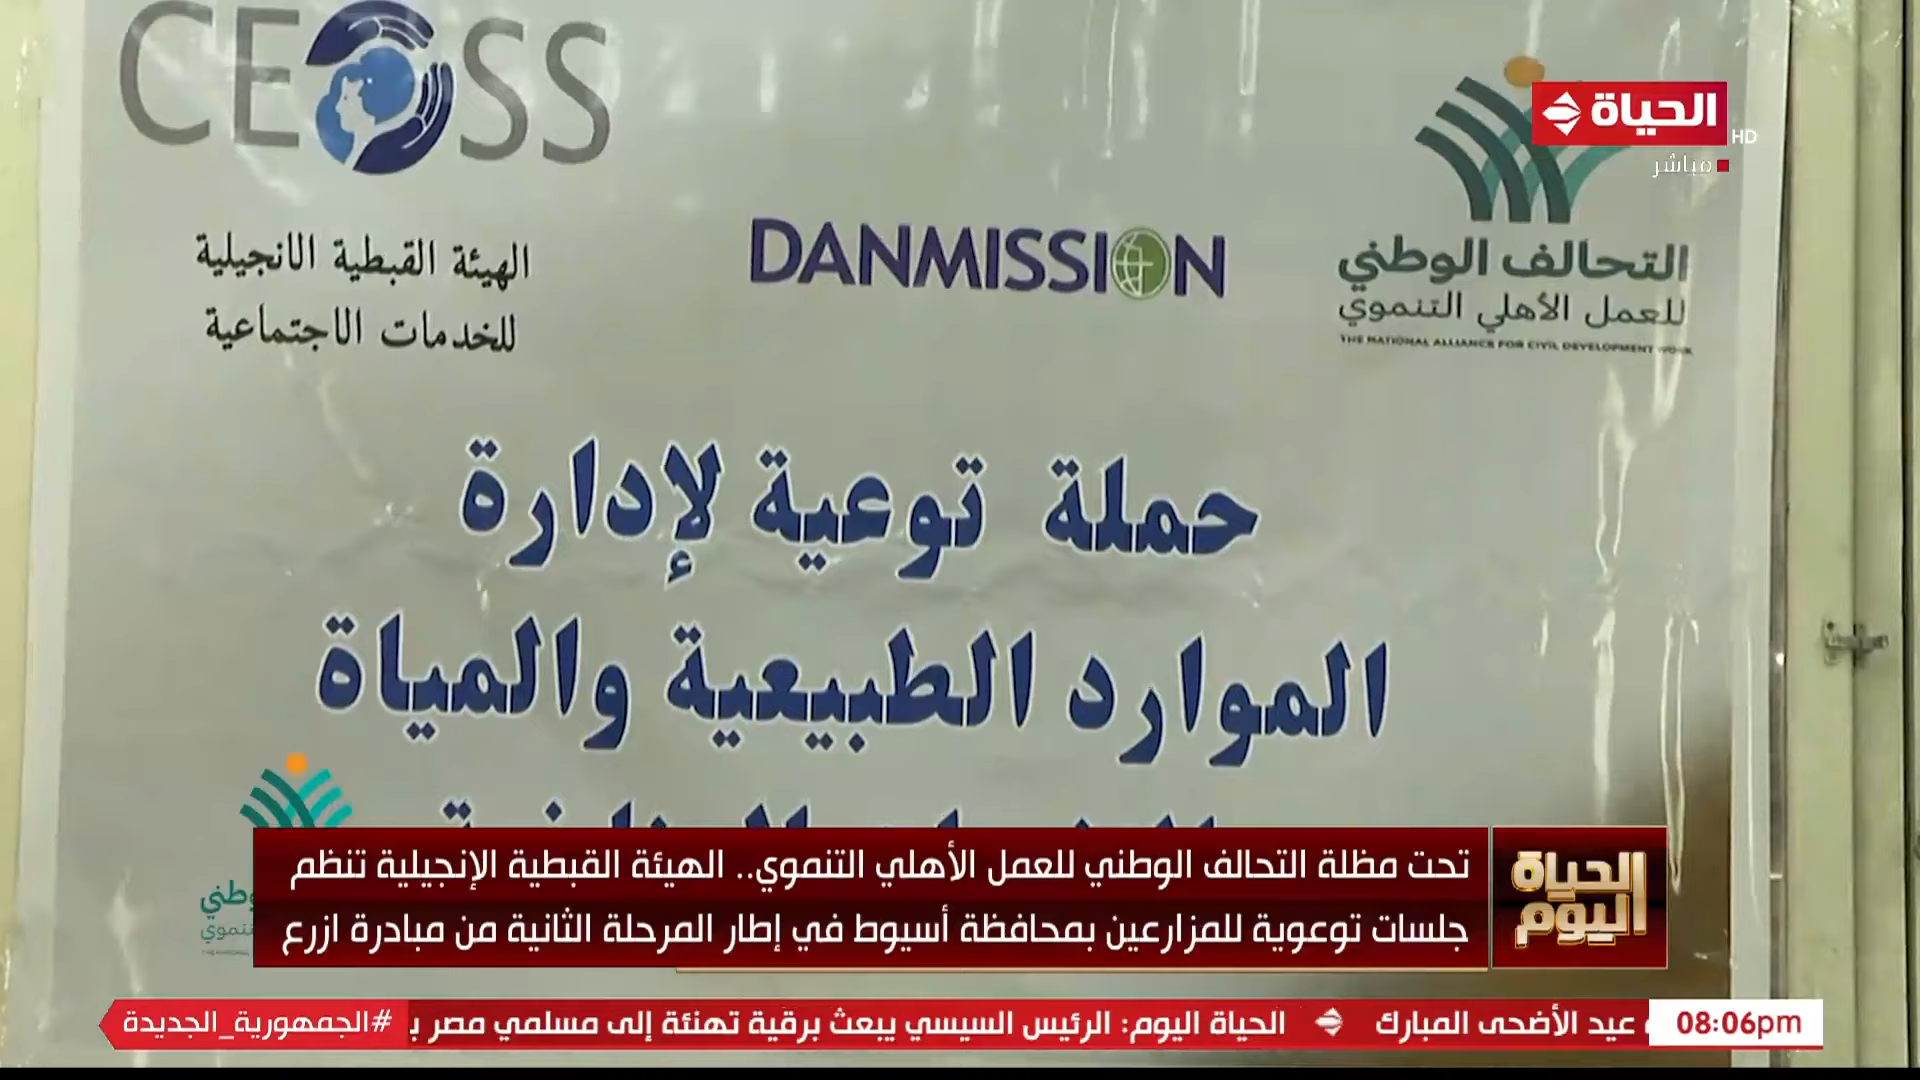 CEOSS
الهيئة القبطية الانجيلية
للخدمات الاجتماعية
DANMISSION
التحالف الوطني
للعمل الأهلي التنموي
THE NATIONAL ALLIANCE FOR CIVIL DEVELOPMENT WORK
الحياة
HD
مباشر
حملة توعية لإدارة
الموارد الطبيعية والمياة
تحت مظلة التحالف الوطني للعمل الأهلي التنموي.. الهيئة القبطية الإنجيلية تنظم
جلسات توعوية للمزارعين بمحافظة أسيوط في إطار المرحلة الثانية من مبادرة ازرع
الحياة
اليوم
08:06pm
عيد الأضحى المبارك
الحياة اليوم: الرئيس السيسي يبعث برقية تهنئة إلى مسلمي مصر ب
#الجمهورية_الجديدة